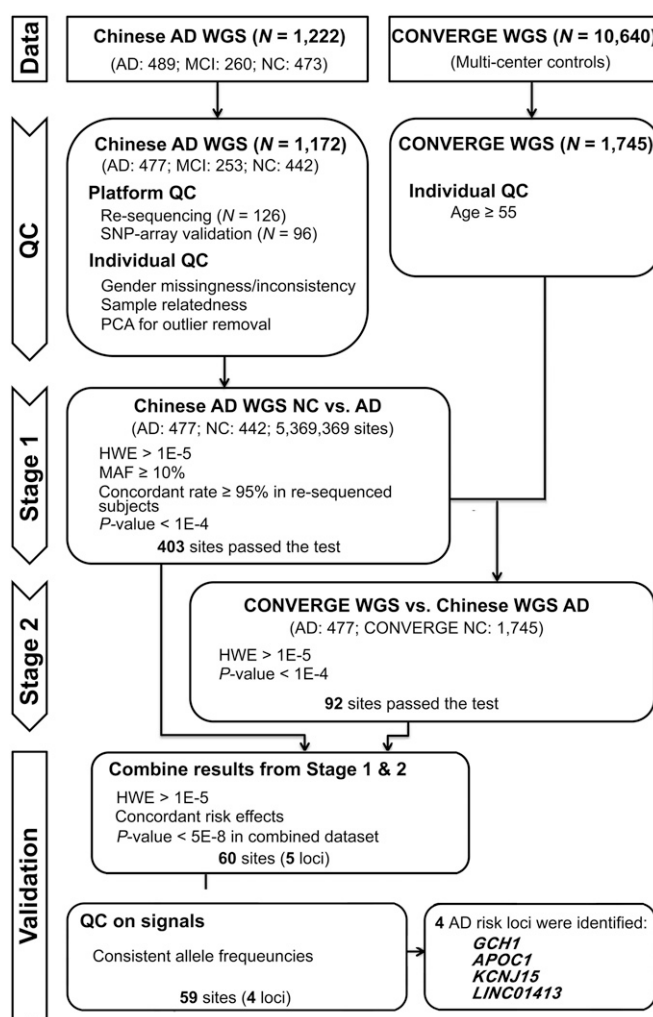 Data
Chinese AD WGS (N = 1,222)
(AD: 489; MCI: 260; NC: 473)
CONVERGE WGS (N = 10,640)
(Multi-center controls)
QC
Chinese AD WGS (N = 1,172)
(AD: 477; MCI: 253; NC: 442)
Platform QC
Re-sequencing (N = 126)
SNP-array validation (N = 96)
Individual QC
Gender missingness/inconsistency
Sample relatedness
PCA for outlier removal
CONVERGE WGS (N = 1,745)
Individual QC
Age ≥ 55
Stage 1
Chinese AD WGS NC vs. AD
(AD: 477; NC: 442; 5,369,369 sites)
HWE > 1E-5
MAF ≥ 10%
Concordant rate ≥ 95% in re-sequenced
subjects
P-value < 1E-4
403 sites passed the test
Stage 2
CONVERGE WGS vs. Chinese WGS AD
(AD: 477; CONVERGE NC: 1,745)
HWE > 1E-5
P-value < 1E-4
92 sites passed the test
Validation
Combine results from Stage 1 & 2
HWE > 1E-5
Concordant risk effects
P-value < 5E-8 in combined dataset
60 sites (5 loci)
QC on signals
Consistent allele frequeuncies
59 sites (4 loci)
4 AD risk loci were identified:
GCH1
APOC1
KCNJ15
LINC01413